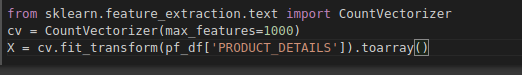 from sklearn.feature_extraction.text import CountVectorizer
cv = CountVectorizer(max_features=1000)
X = cv.fit_transform(pf_df['PRODUCT_DETAILS']).toarray()